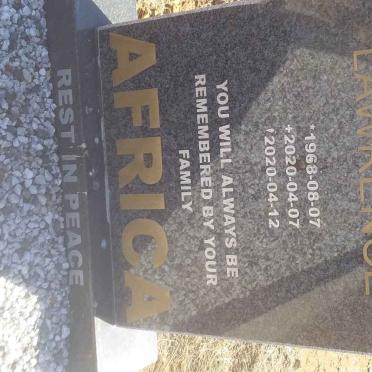 LAWRENCE
*1968-08-07
+2020-04-07
†2020-04-12
YOU WILL ALWAYS BE
REMEMBERED BY YOUR
FAMILY
AFRICA
REST IN PEACE